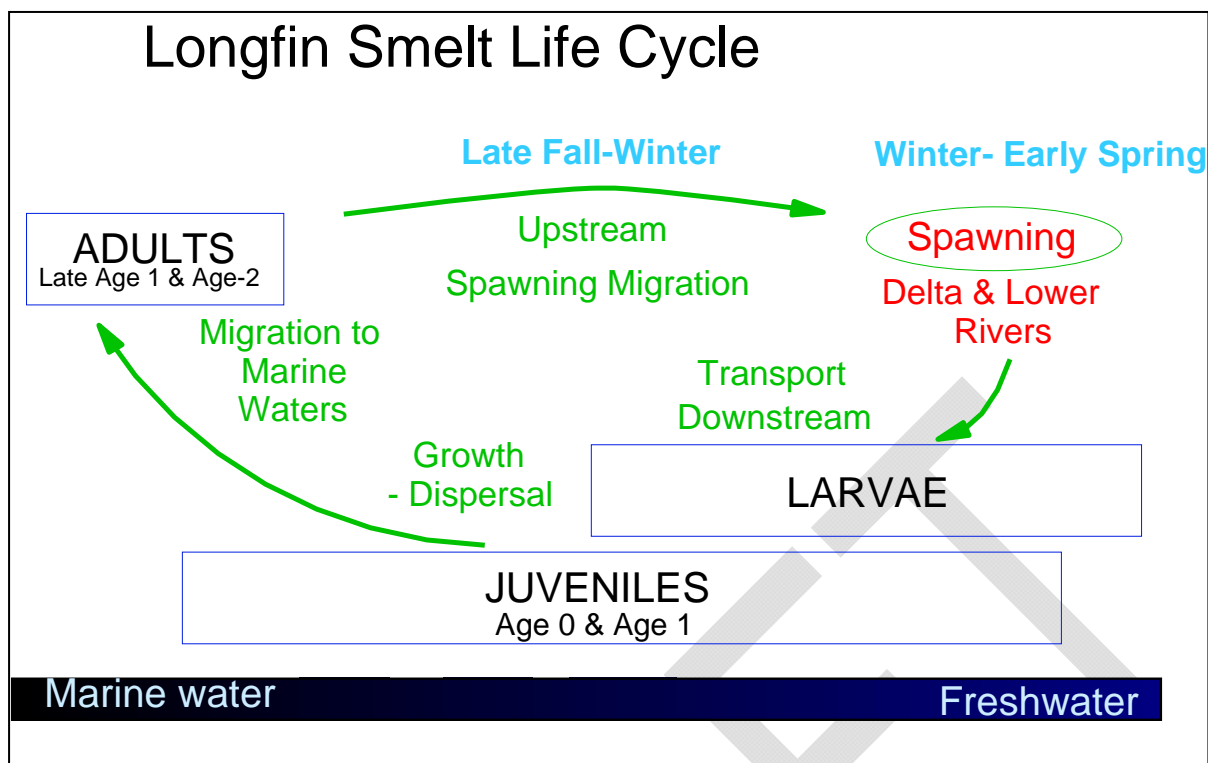 Longfin Smelt Life Cycle
Late Fall-Winter
Winter- Early Spring
ADULTS
Late Age 1 & Age-2
Upstream
Spawning Migration
Spawning
Delta & Lower
Rivers
Migration to
Marine
Waters
Transport
Downstream
Growth
- Dispersal
LARVAE
JUVENILES
Age 0 & Age 1
Marine water
Freshwater